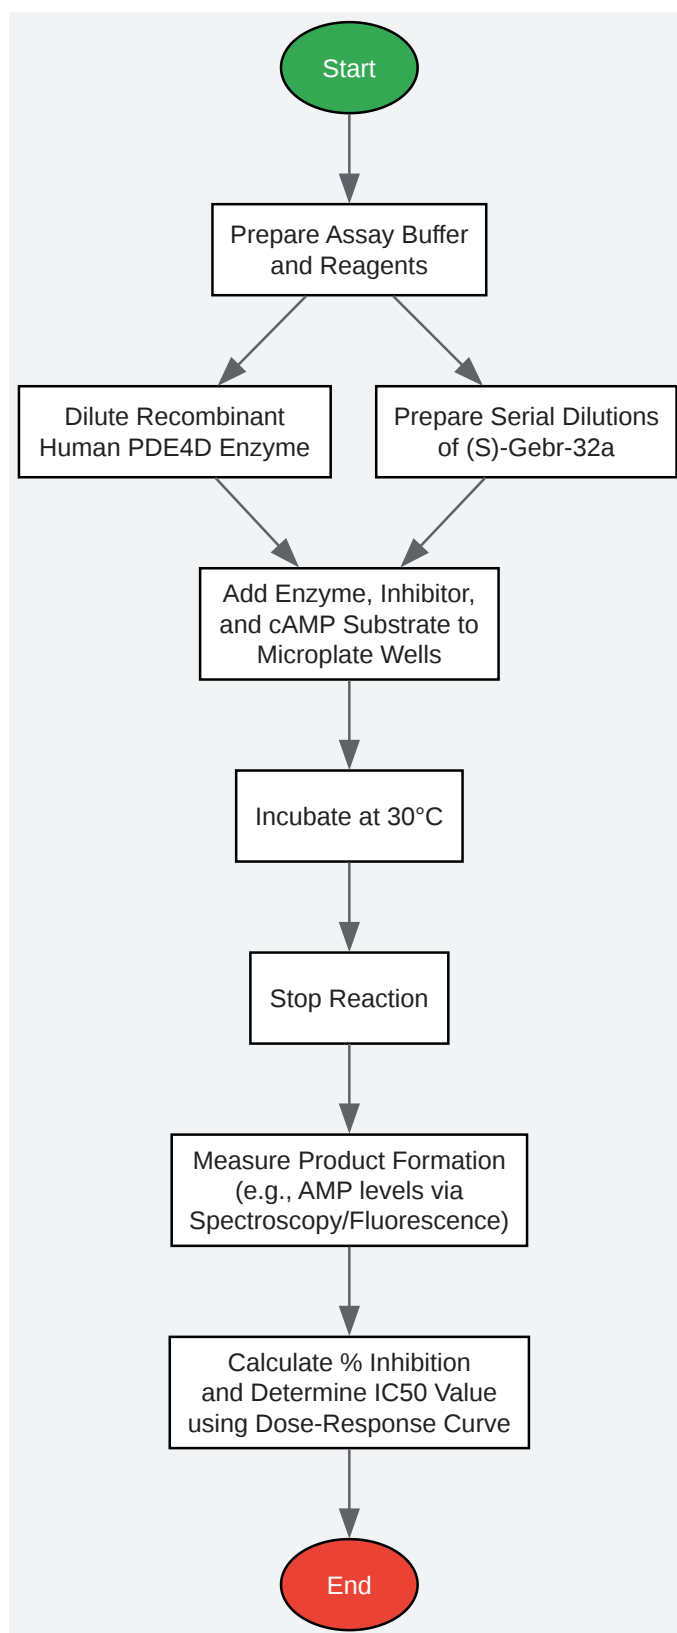 Start
Prepare Assay Buffer
and Reagents
Dilute Recombinant
Human PDE4D Enzyme
Prepare Serial Dilutions
of (S)-Gebr-32a
Add Enzyme, Inhibitor,
and cAMP Substrate to
Microplate Wells
Incubate at 30°C
Stop Reaction
Measure Product Formation
(e.g., AMP levels via
Spectroscopy/Fluorescence)
Calculate % Inhibition
and Determine IC50 Value
using Dose-Response Curve
End